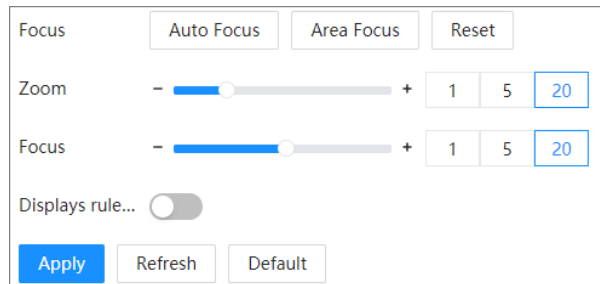 Focus Auto Focus Area Focus Reset
Zoom - + 1 5 20
Focus - + 1 5 20
Displays rule...
Apply Refresh Default